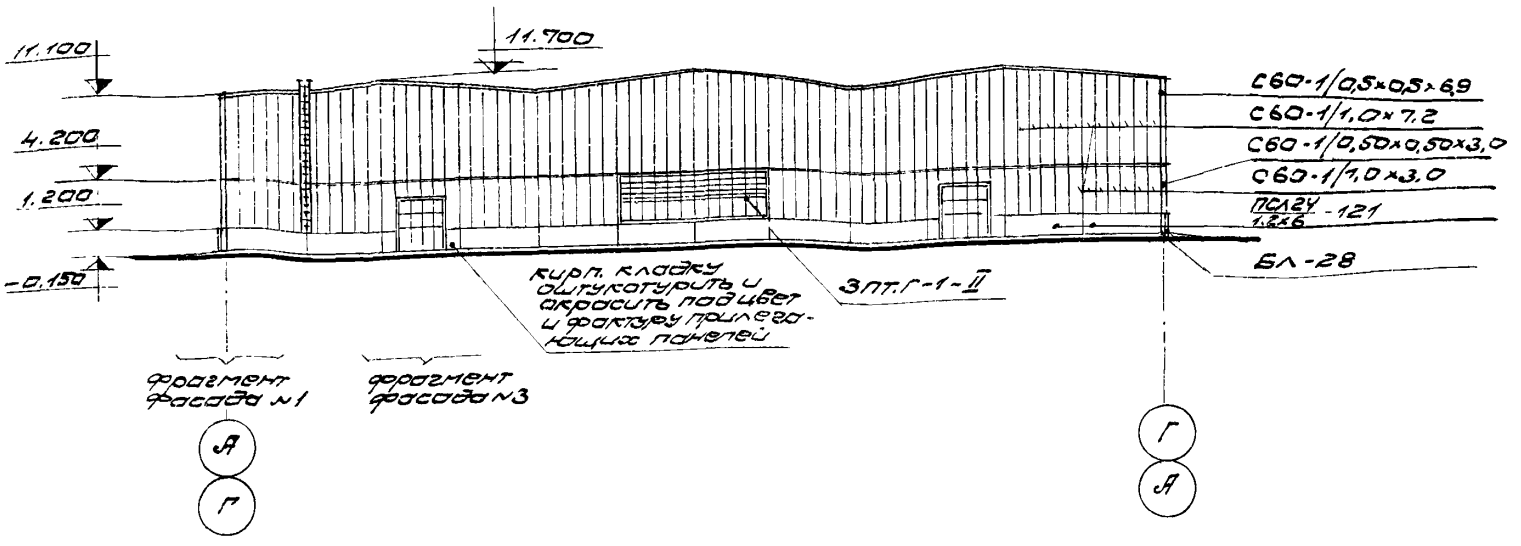 11.100
11.700
4.200
1.200
-0.150
С60-1/0,5×0,5×6,9
С60-1/1,0×7.2
С60-1/0,50×0,50×3,0
С60-1/1,0×3,0
ПСЛ24
1.2×6 -121
БЛ-28
кирп. кладку
оштукатурить и
окрасить под цвет
и фактуру прилега-
ющих панелей
3ПТ.Г-1-II
фрагмент
фасада №1
фрагмент
фасада №3
А
Г
Г
А